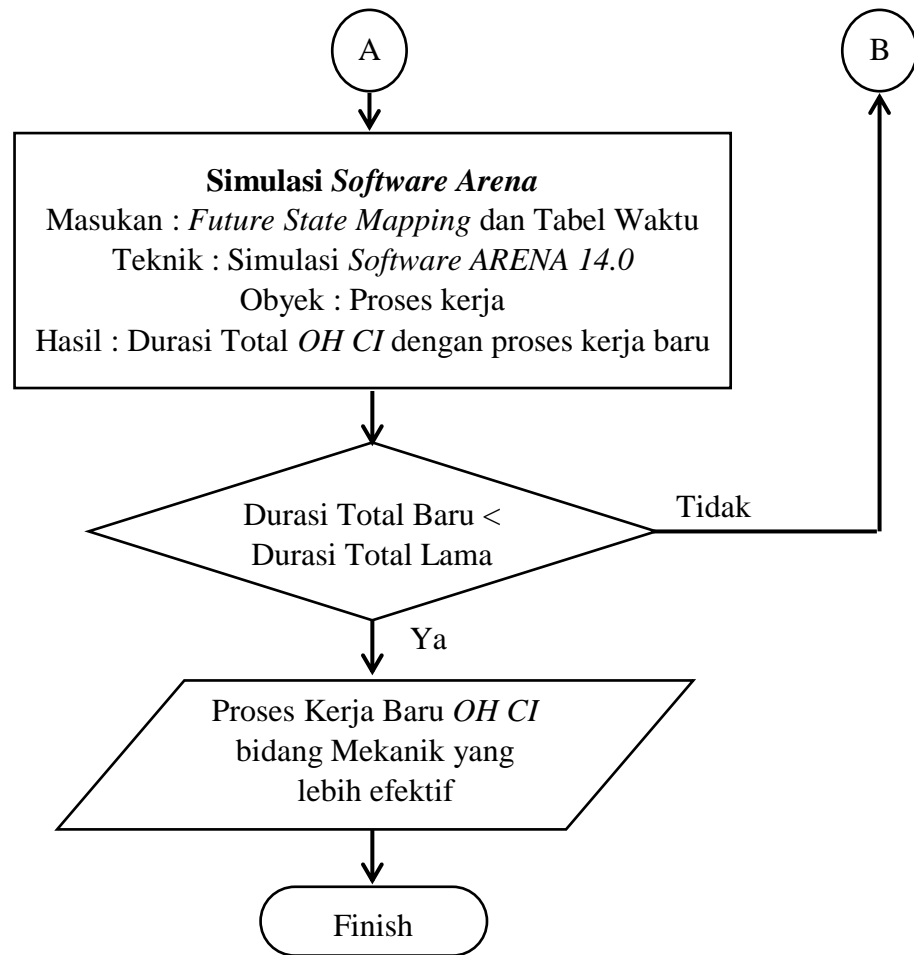 A
B
Simulasi Software Arena
Masukan : Future State Mapping dan Tabel Waktu
Teknik : Simulasi Software ARENA 14.0
Obyek : Proses kerja
Hasil : Durasi Total OH CI dengan proses kerja baru
Durasi Total Baru <
Durasi Total Lama
Tidak
Ya
Proses Kerja Baru OH CI
bidang Mekanik yang
lebih efektif
Finish